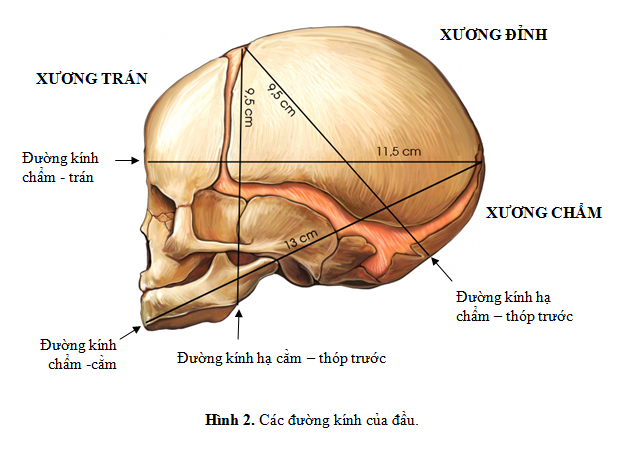 XƯƠNG ĐỈNH
XƯƠNG TRÁN
9,5 cm
9,5 cm
11,5 cm
Đường kính
chẩm - trán
XƯƠNG CHẨM
13 cm
Đường kính hạ
chẩm – thóp trước
Đường kính
chẩm -cằm
Đường kính hạ cằm – thóp trước
Hình 2. Các đường kính của đầu.